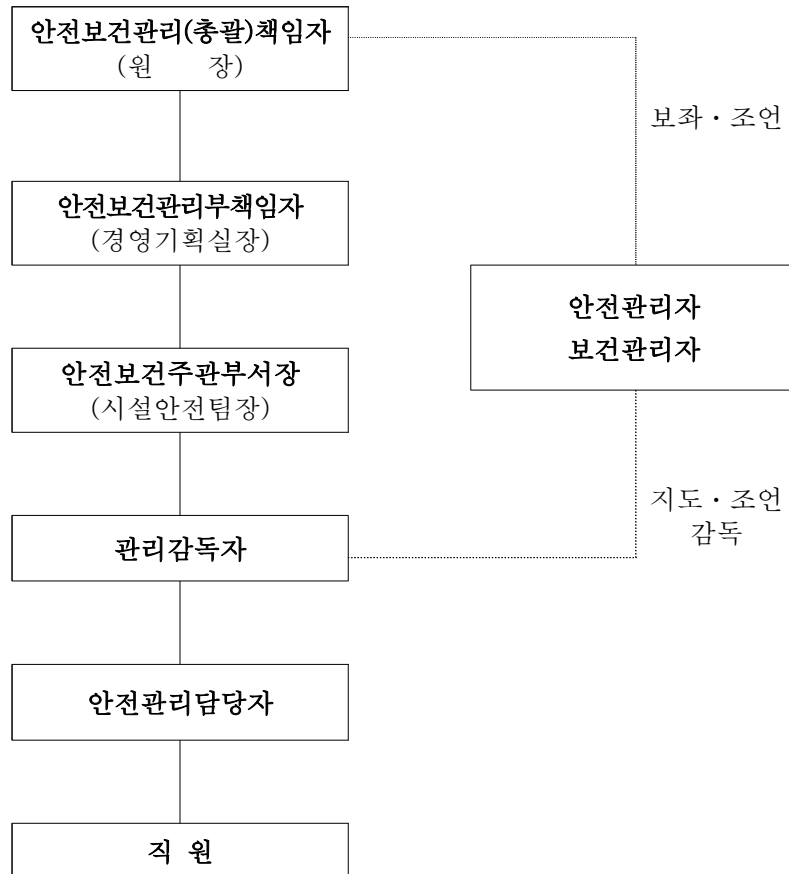 안전보건관리(총괄)책임자
(원 장)
보좌·조언
안전보건관리부책임자
(경영기획실장)
안전관리자
보건관리자
안전보건주관부서장
(시설안전팀장)
지도·조언
감독
관리감독자
안전관리담당자
직 원